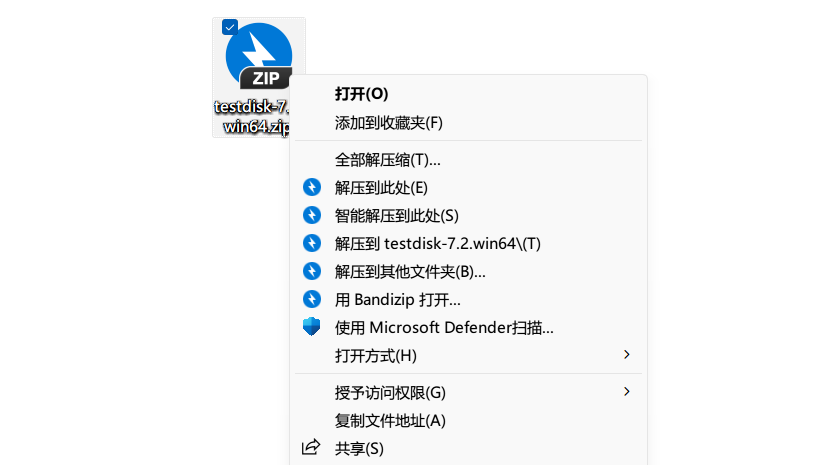 ZIP
testdisk-7.
win64.zip
打开(O)
添加到收藏夹(F)
全部解压缩(T)...
解压到此处(E)
智能解压到此处(S)
解压到 testdisk-7.2.win64\(T)
解压到其他文件夹(B)...
用 Bandizip 打开...
使用 Microsoft Defender扫描...
打开方式(H)
授予访问权限(G)
复制文件地址(A)
共享(S)